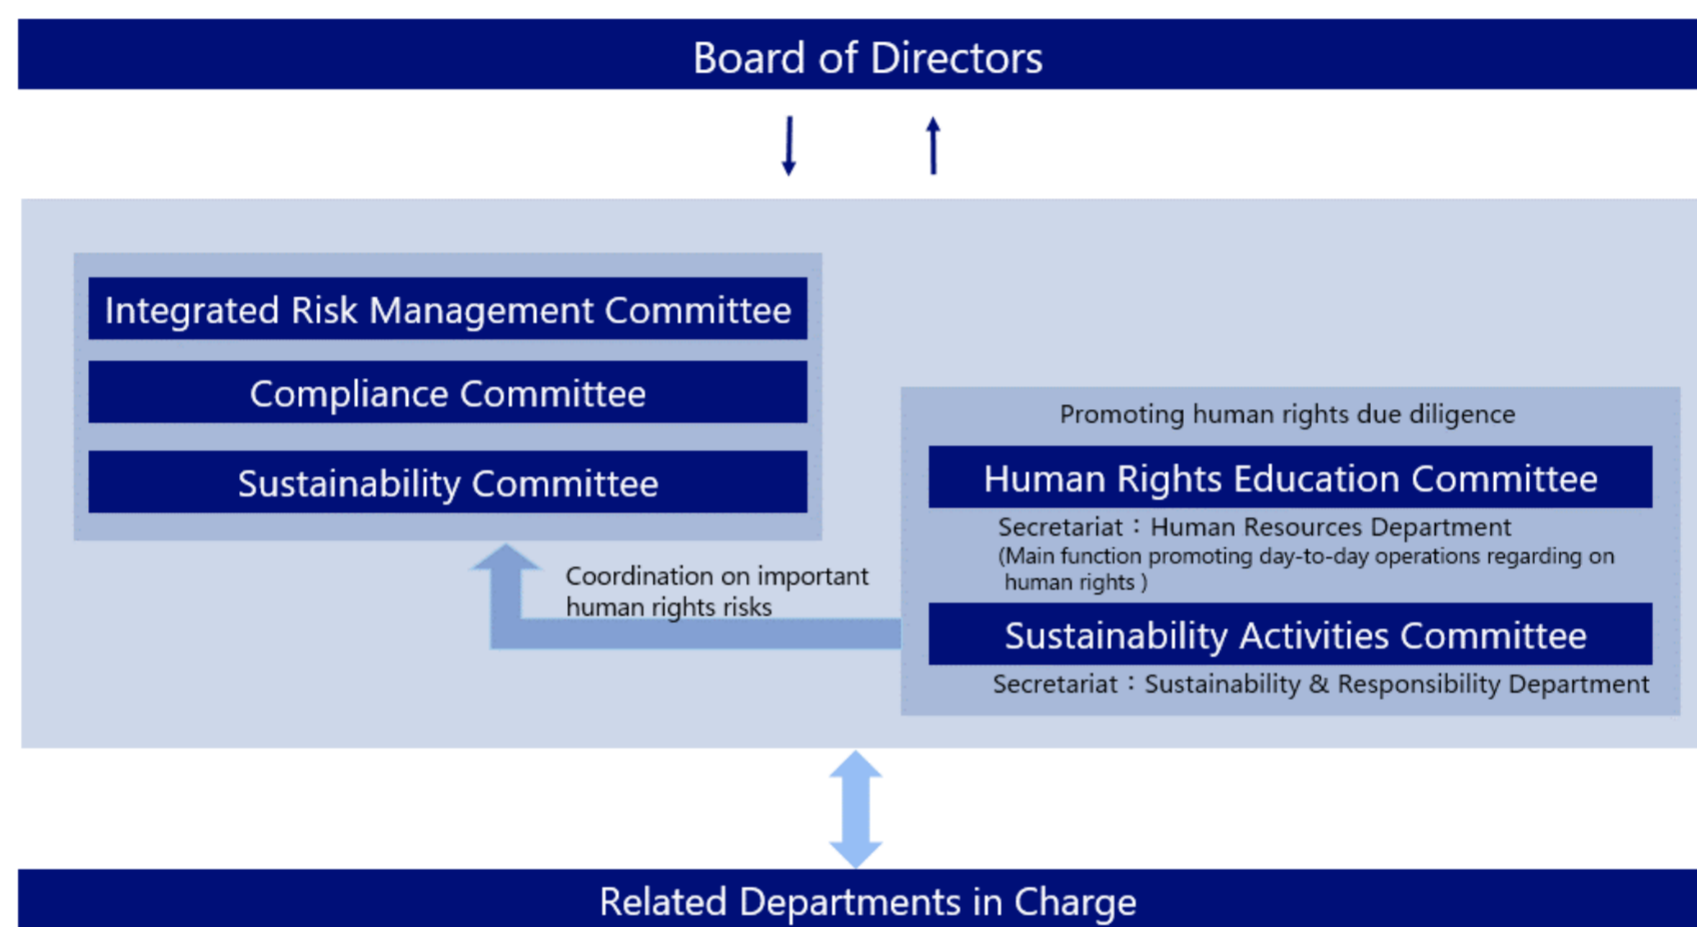 Board of Directors
Integrated Risk Management Committee
Compliance Committee
Sustainability Committee
Coordination on important
human rights risks
Promoting human rights due diligence
Human Rights Education Committee
Secretariat：Human Resources Department
(Main function promoting day-to-day operations regarding on
human rights )
Sustainability Activities Committee
Secretariat：Sustainability & Responsibility Department
Related Departments in Charge